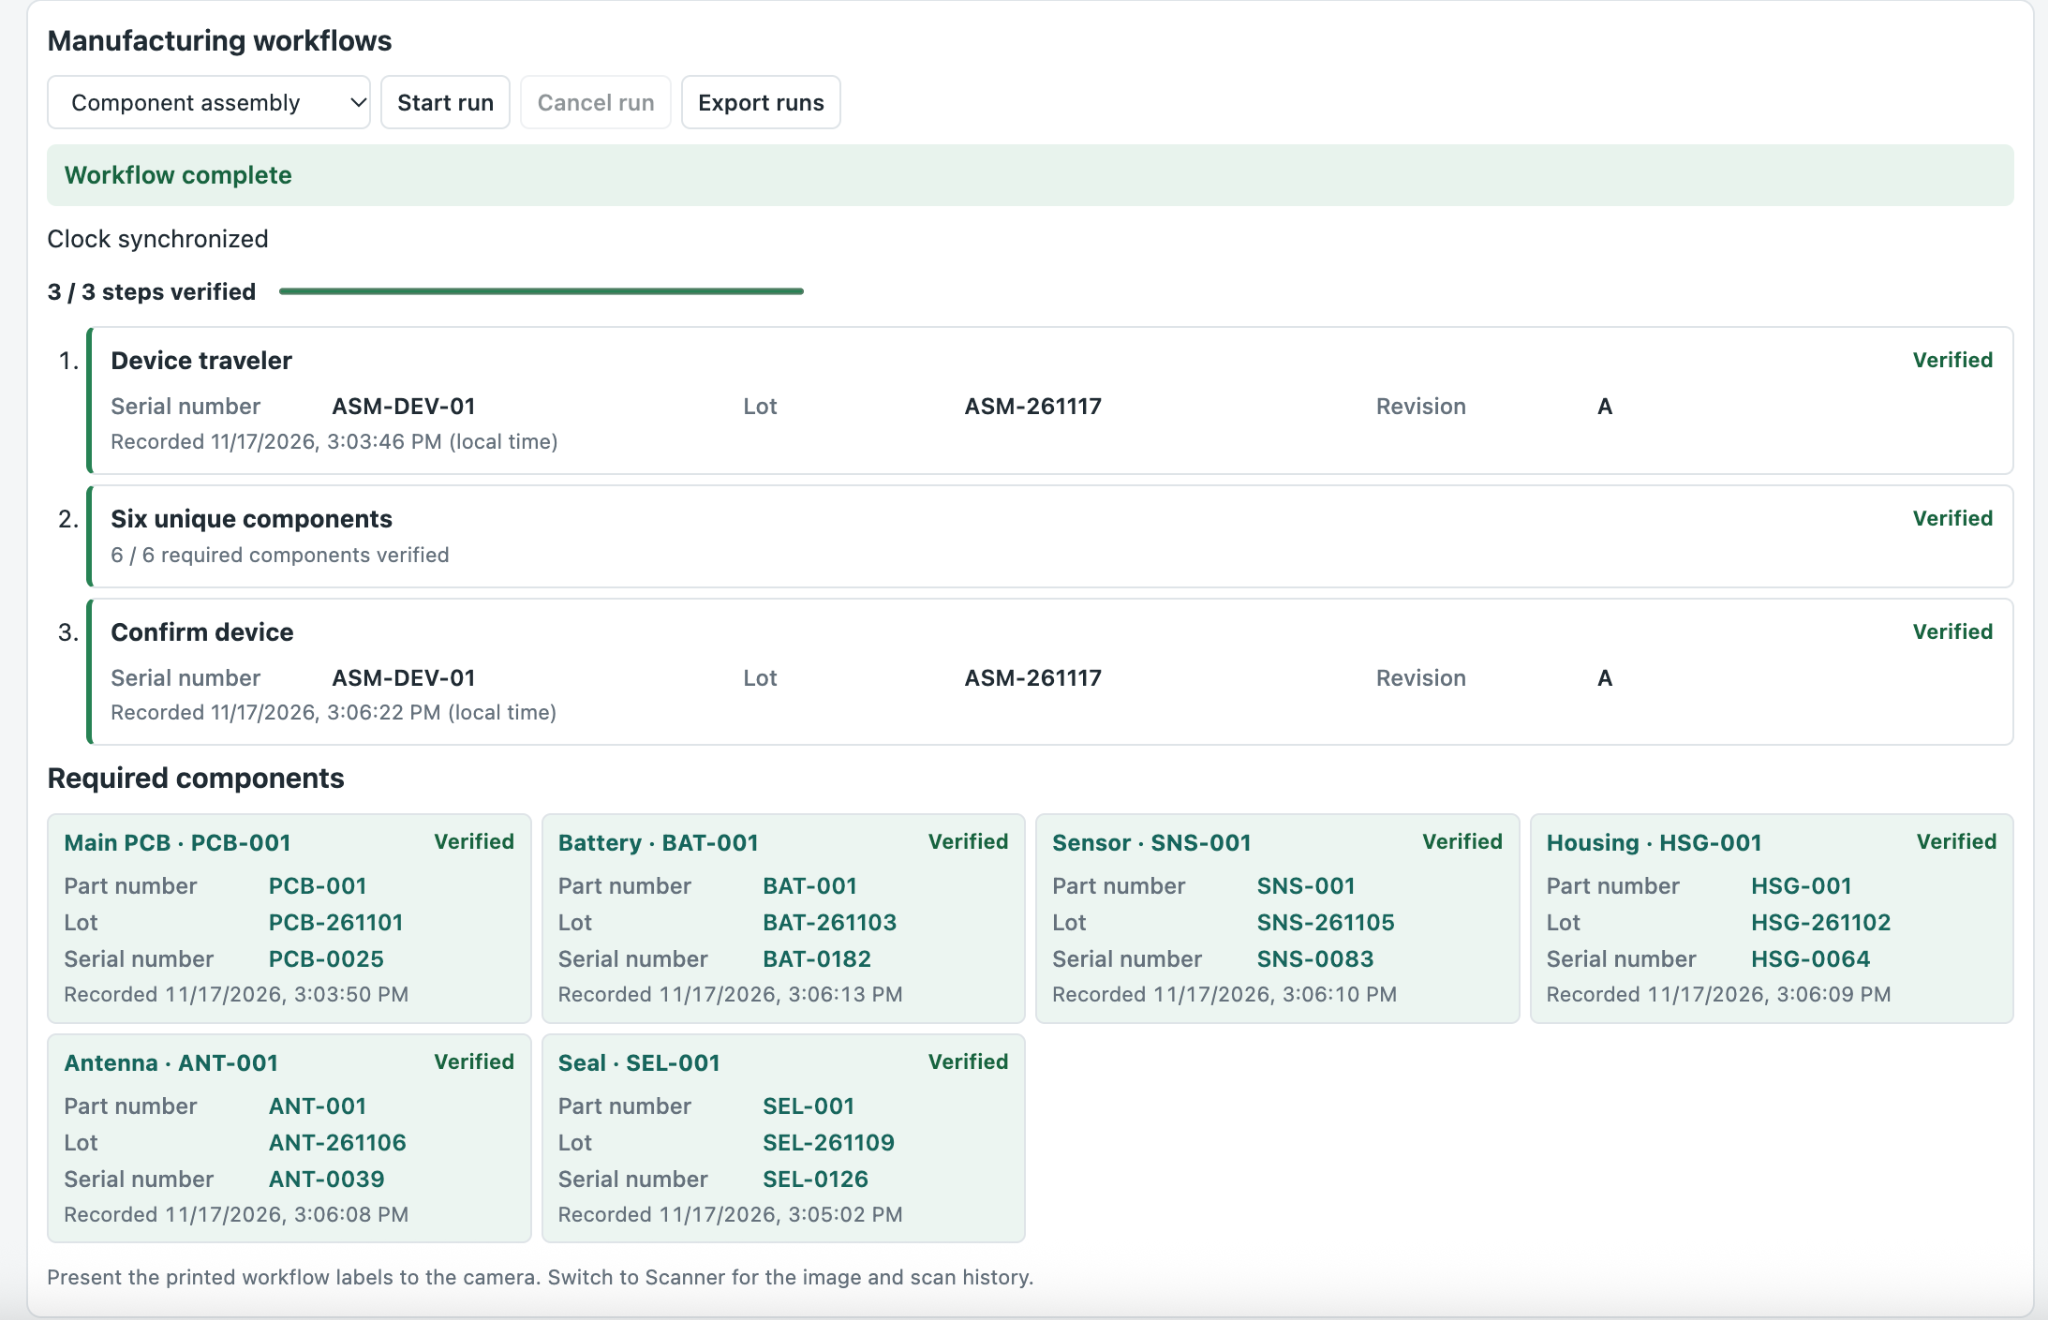 Manufacturing workflows
Component assembly Start run Cancel run Export runs
Workflow complete
Clock synchronized
3 / 3 steps verified
1. Device traveler Verified
Serial number ASM-DEV-01 Lot ASM-261117 Revision A
Recorded 11/17/2026, 3:03:46 PM (local time)
2. Six unique components Verified
6 / 6 required components verified
3. Confirm device Verified
Serial number ASM-DEV-01 Lot ASM-261117 Revision A
Recorded 11/17/2026, 3:06:22 PM (local time)
Required components
Main PCB · PCB-001 Verified
Part number PCB-001
Lot PCB-261101
Serial number PCB-0025
Recorded 11/17/2026, 3:03:50 PM
Battery · BAT-001 Verified
Part number BAT-001
Lot BAT-261103
Serial number BAT-0182
Recorded 11/17/2026, 3:06:13 PM
Sensor · SNS-001 Verified
Part number SNS-001
Lot SNS-261105
Serial number SNS-0083
Recorded 11/17/2026, 3:06:10 PM
Housing · HSG-001 Verified
Part number HSG-001
Lot HSG-261102
Serial number HSG-0064
Recorded 11/17/2026, 3:06:09 PM
Antenna · ANT-001 Verified
Part number ANT-001
Lot ANT-261106
Serial number ANT-0039
Recorded 11/17/2026, 3:06:08 PM
Seal · SEL-001 Verified
Part number SEL-001
Lot SEL-261109
Serial number SEL-0126
Recorded 11/17/2026, 3:05:02 PM
Present the printed workflow labels to the camera. Switch to Scanner for the image and scan history.